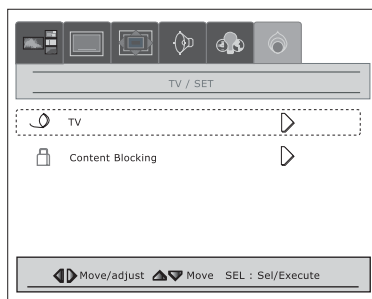 TV / SET
TV
Content Blocking
Move/adjust Move SEL : Sel/Execute